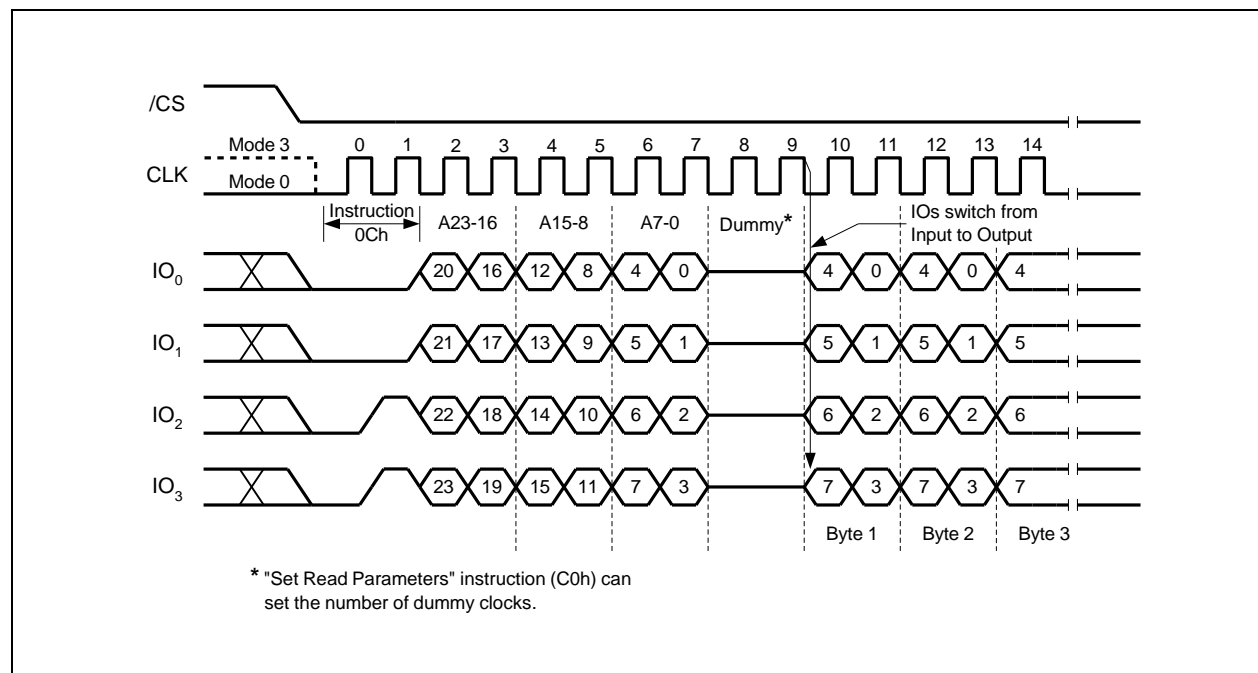 /CS
Mode 3 0 1 2 3 4 5 6 7 8 9 10 11 12 13 14
CLK
Mode 0
Instruction
0Ch
A23-16 A15-8 A7-0 Dummy*
IOs switch from
Input to Output
IO0 20 16 12 8 4 0 4 0 4 0 4
IO1 21 17 13 9 5 1 5 1 5 1 5
IO2 22 18 14 10 6 2 6 2 6 2 6
IO3 23 19 15 11 7 3 7 3 7 3 7
Byte 1 Byte 2 Byte 3
* "Set Read Parameters" instruction (C0h) can
set the number of dummy clocks.